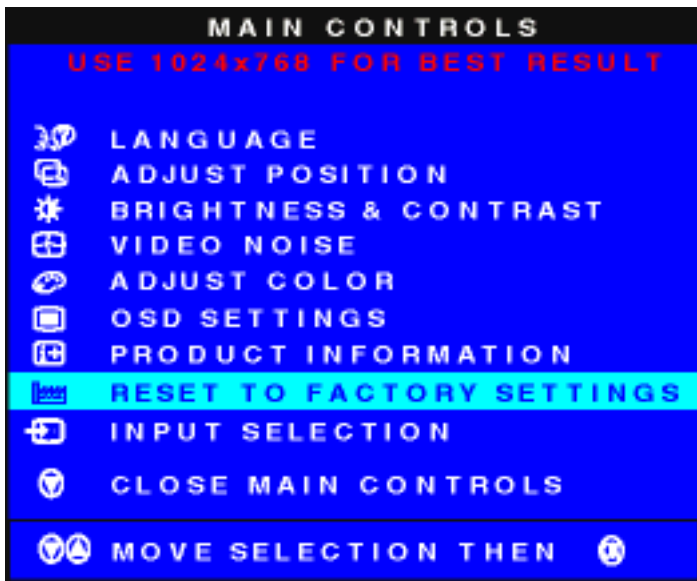 MAIN CONTROLS
USE 1024x768 FOR BEST RESULT
LANGUAGE
ADJUST POSITION
BRIGHTNESS & CONTRAST
VIDEO NOISE
ADJUST COLOR
OSD SETTINGS
PRODUCT INFORMATION
RESET TO FACTORY SETTINGS
INPUT SELECTION
CLOSE MAIN CONTROLS
MOVE SELECTION THEN